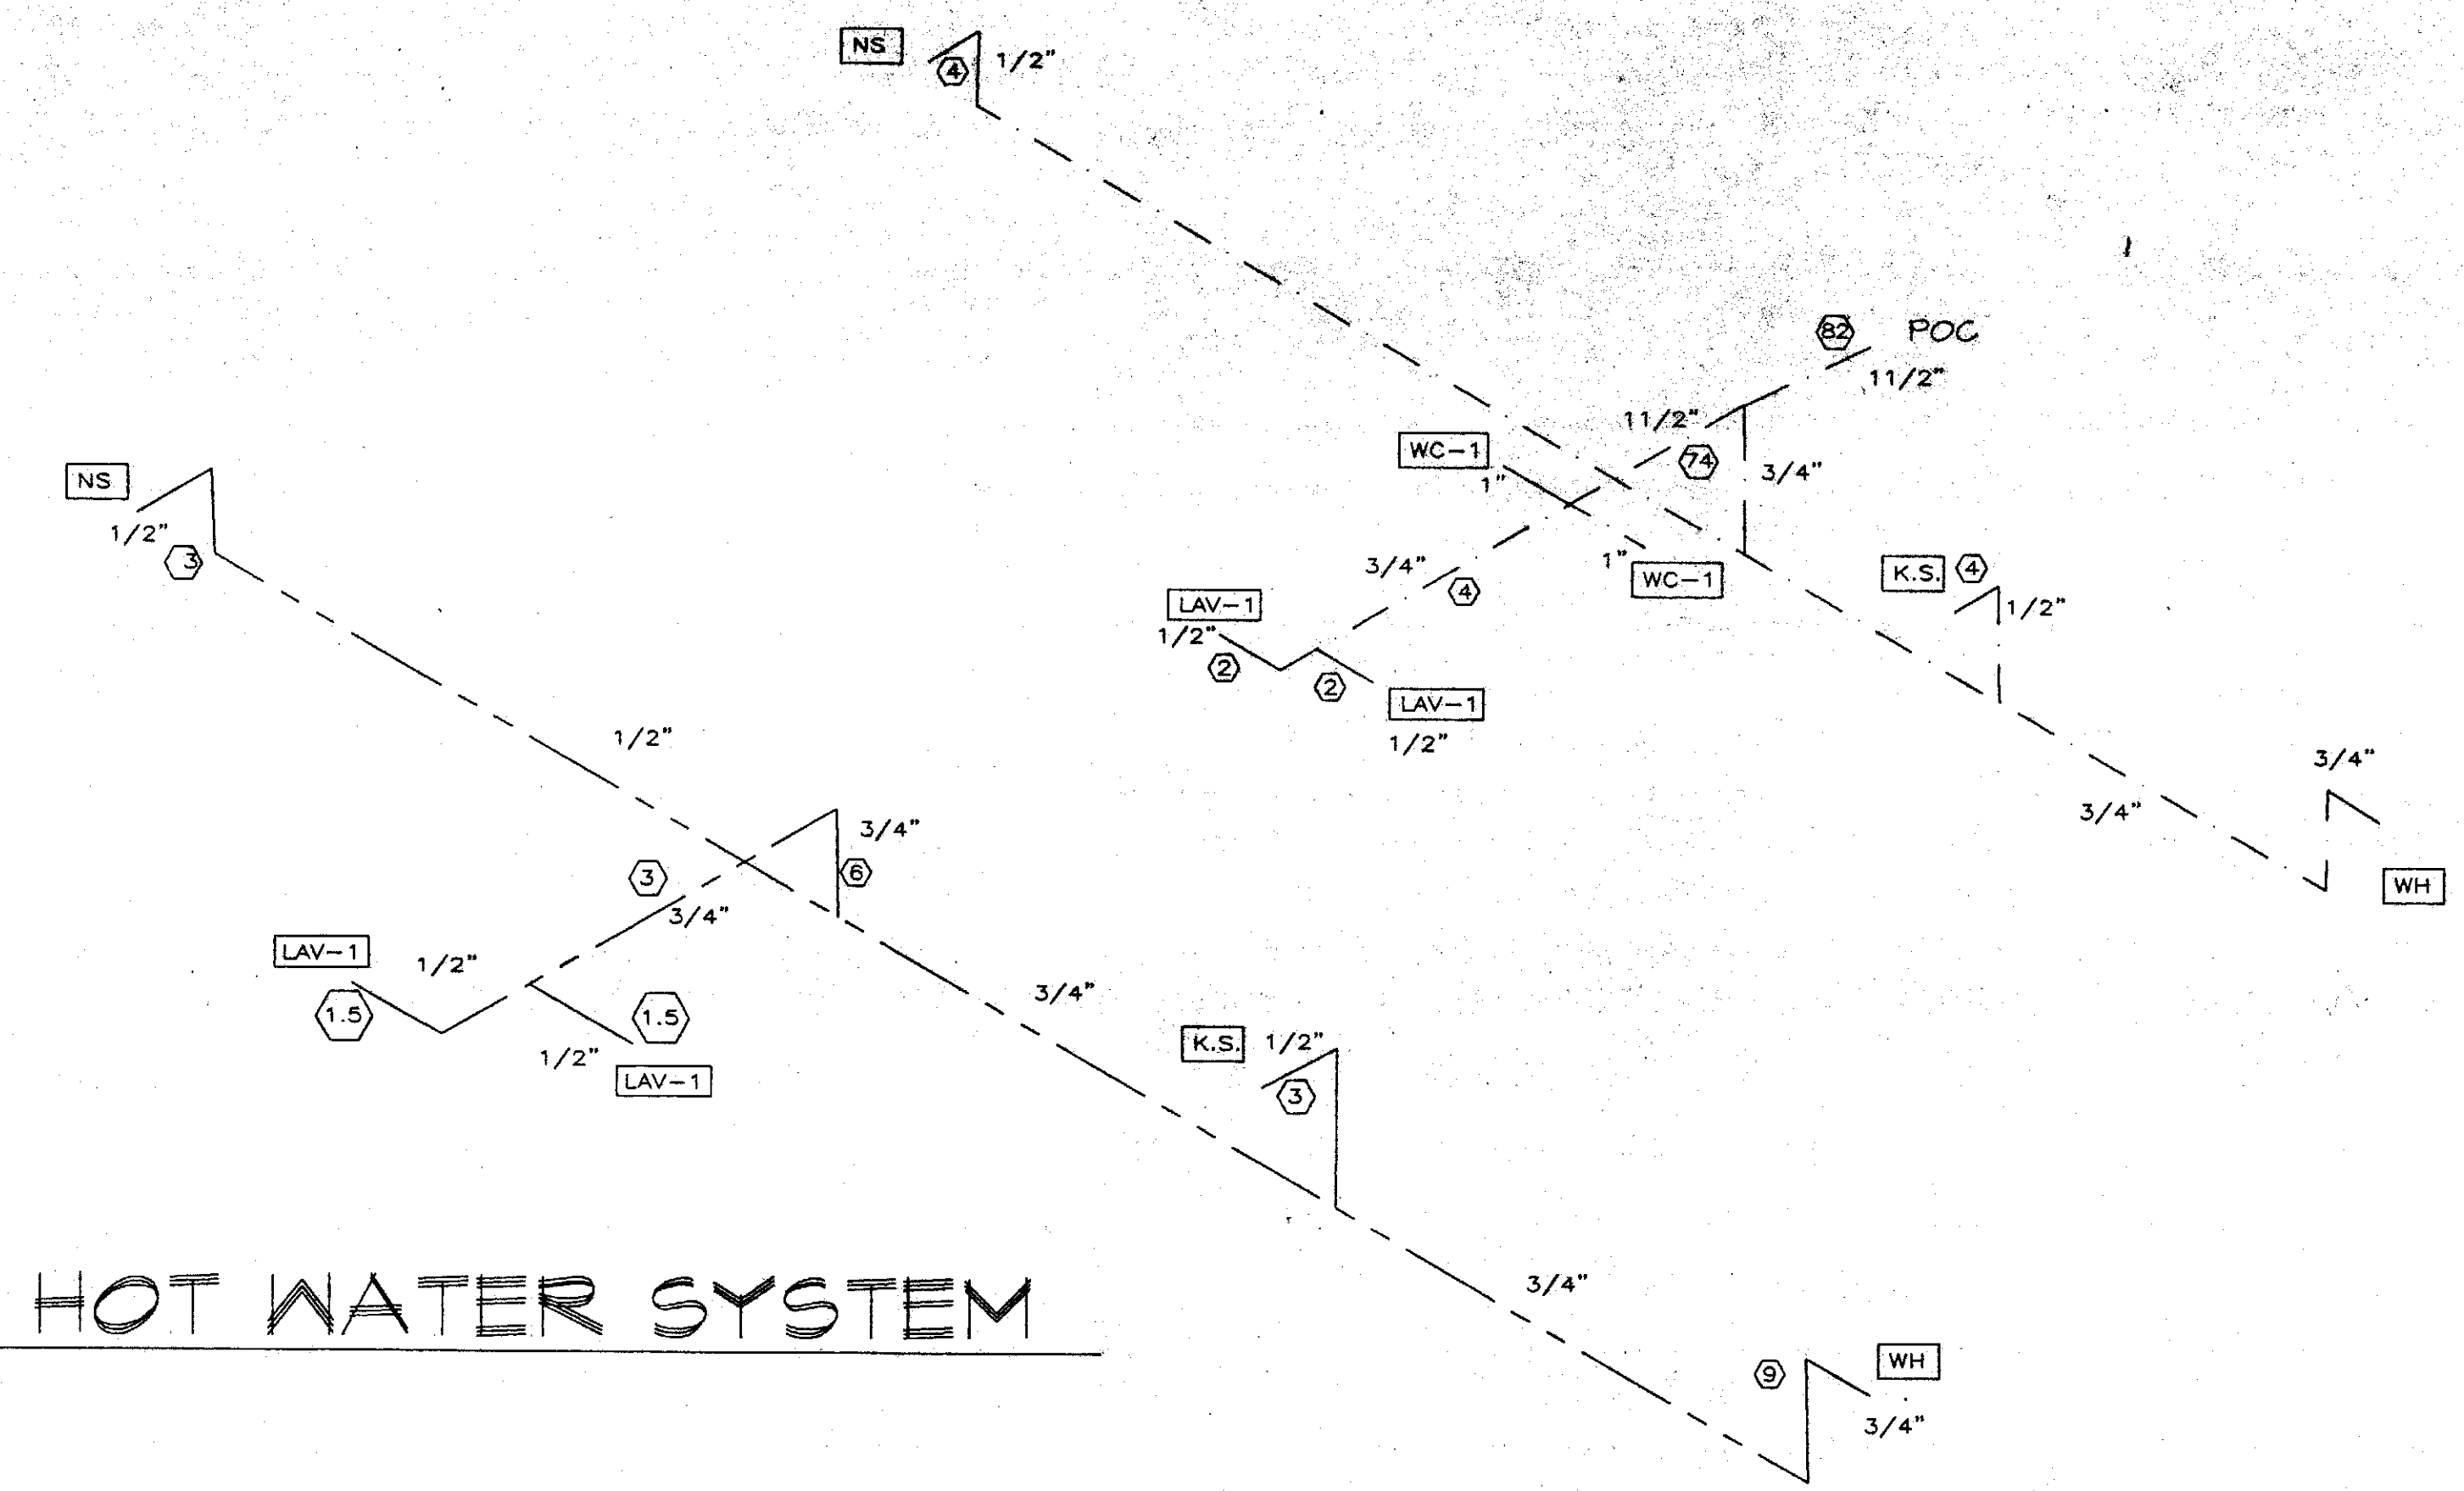 NS
4
1/2"
82 POC
11/2"
11/2"
WC-1
74
3/4"
1"
NS
1/2"
3
1"
WC-1
K.S. 4
1/2"
3/4"
4
LAV-1
1/2"
2
2
LAV-1
1/2"
1/2"
3/4"
3/4"
WH
3/4"
6
3
3/4"
LAV-1
1/2"
1.5
1.5
1/2"
LAV-1
3/4"
K.S. 1/2"
3
3/4"
HOT WATER SYSTEM
9
WH
3/4"